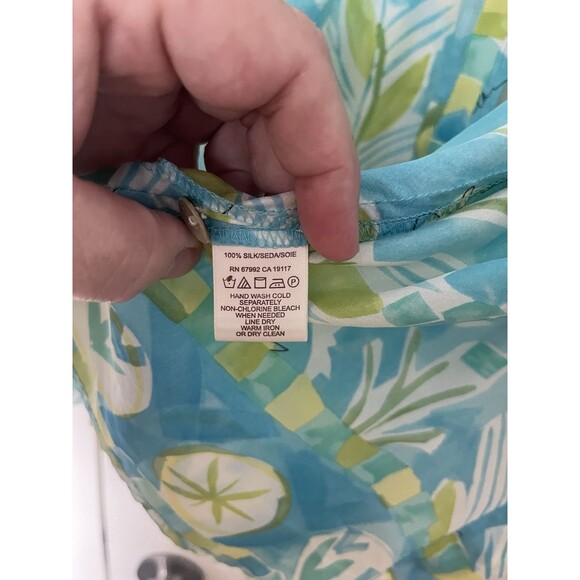 100% SILK/SEDA/SOIE
RN 67992 CA 19117
HAND WASH COLD
SEPARATELY
NON-CHLORINE BLEACH
WHEN NEEDED
LINE DRY
WARM IRON
OR DRY CLEAN